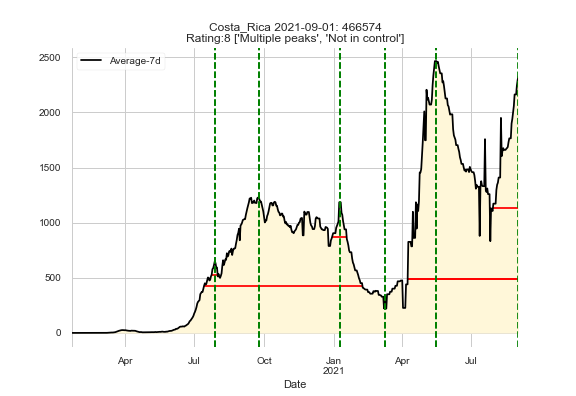 Costa_Rica 2021-09-01: 466574
Rating:8 ['Multiple peaks', 'Not in control']
Average-7d
2500
2000
1500
1000
500
0
Apr
Jul
Oct
Jan
2021
Apr
Jul
Date